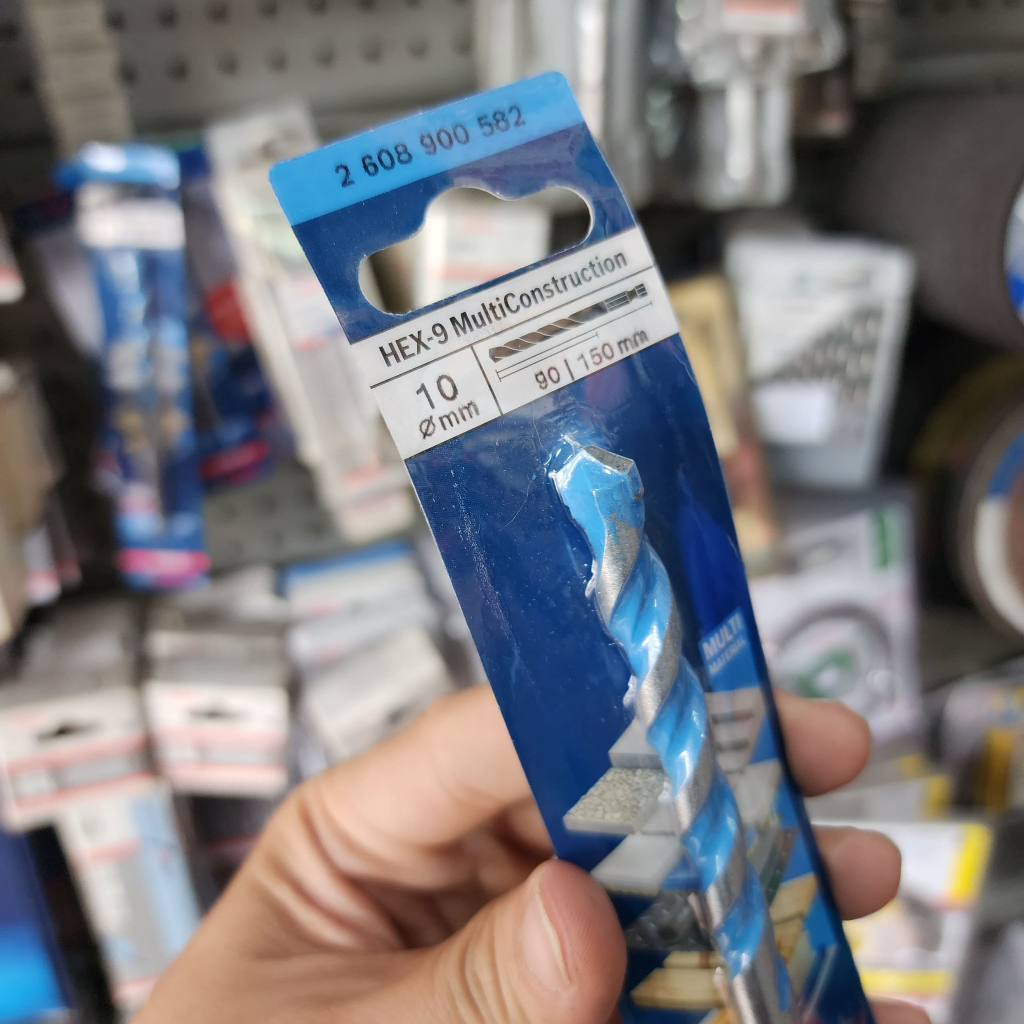 2 608 900 582
HEX-9 MultiConstruction
10
Ø mm
90 | 150 mm
MULTI
MATERIAL